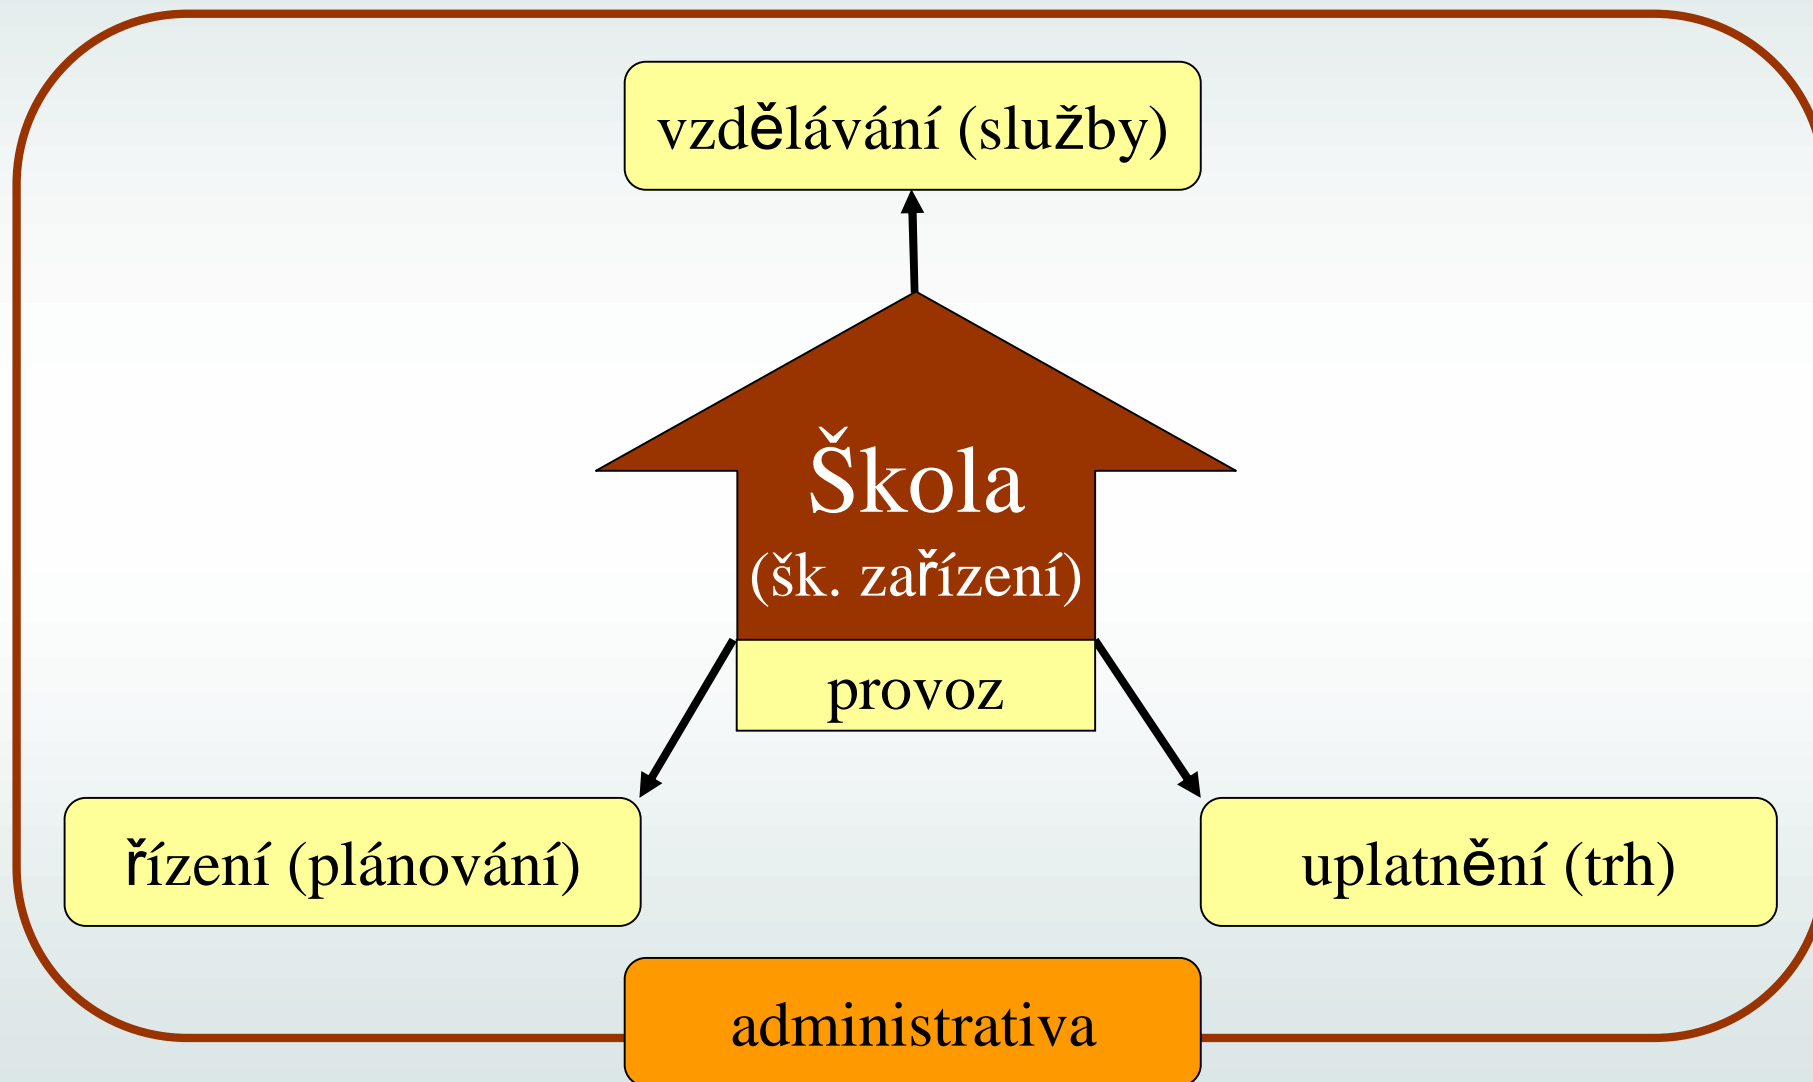 vzdělávání (služby)
Škola
(šk. zařízení)
provoz
řízení (plánování)
uplatnění (trh)
administrativa